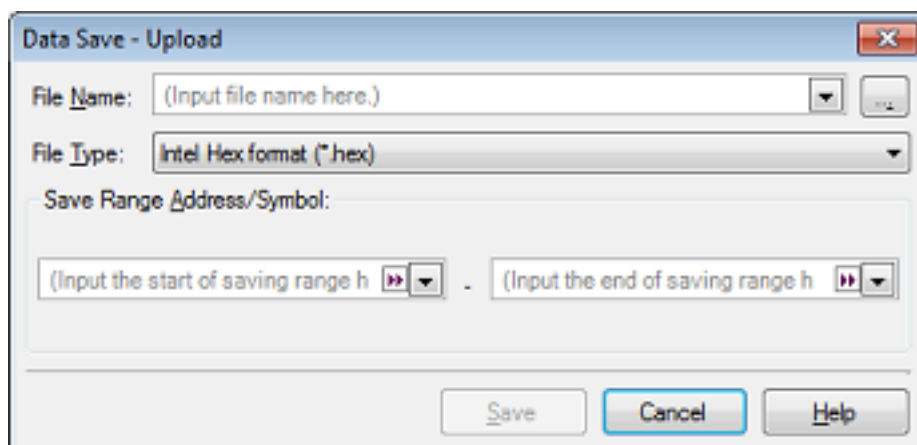 Data Save - Upload
File Name: (Input file name here.) ...
File Type: Intel Hex format (*.hex)
Save Range Address/Symbol:
(Input the start of saving range h - (Input the end of saving range h
Save Cancel Help